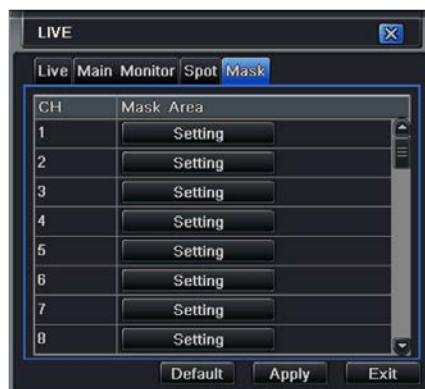 LIVE
Live Main Monitor Spot Mask
CH Mask Area
1 Setting
2 Setting
3 Setting
4 Setting
5 Setting
6 Setting
7 Setting
8 Setting
Default Apply Exit